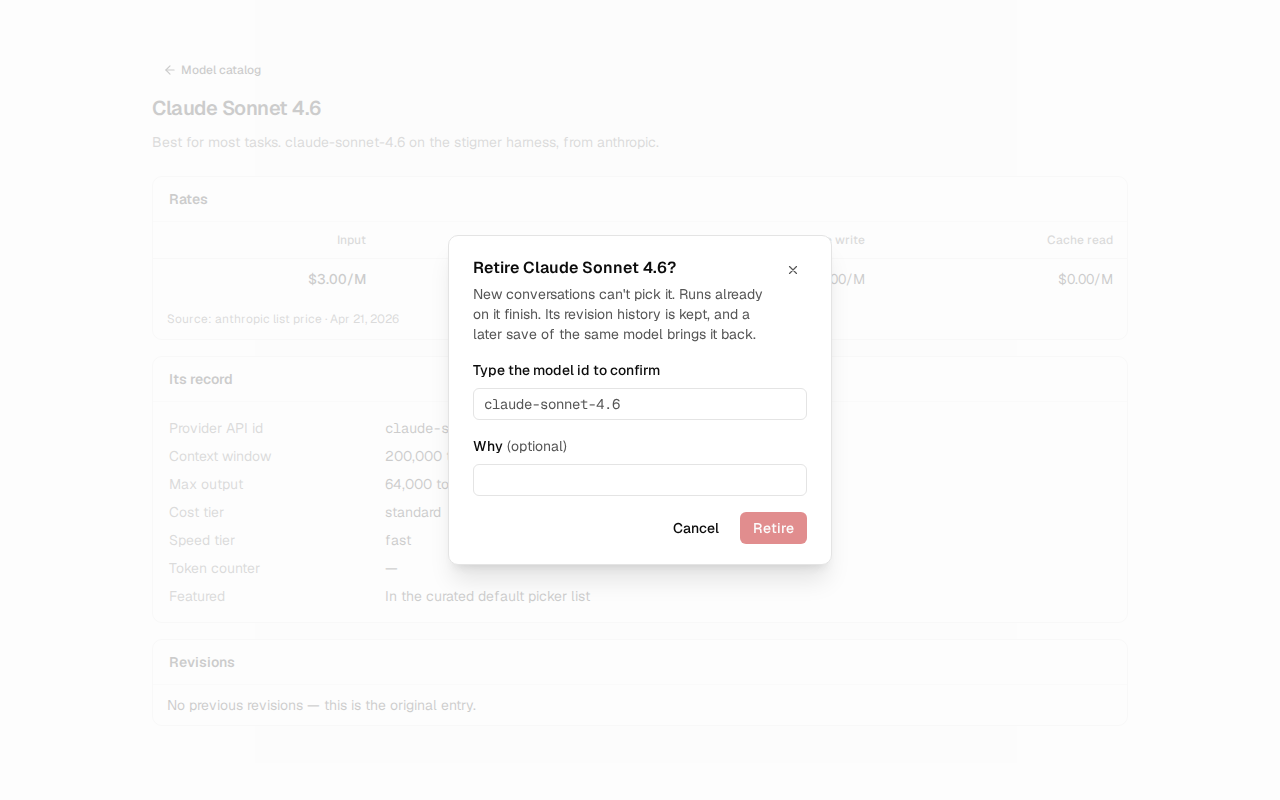 ← Model catalog
Claude Sonnet 4.6
Best for most tasks. claude-sonnet-4.6 on the stigmer harness, from anthropic.
Rates
Input write Cache read
$3.00/M 00/M $0.00/M
Source: anthropic list price · Apr 21, 2026
Its record
Provider API id claude-s
Context window 200,000
Max output 64,000 to
Cost tier standard
Speed tier fast
Token counter —
Featured In the curated default picker list
Revisions
No previous revisions — this is the original entry.
Retire Claude Sonnet 4.6?
New conversations can't pick it. Runs already
on it finish. Its revision history is kept, and a
later save of the same model brings it back.
Type the model id to confirm
claude-sonnet-4.6
Why (optional)
Cancel Retire